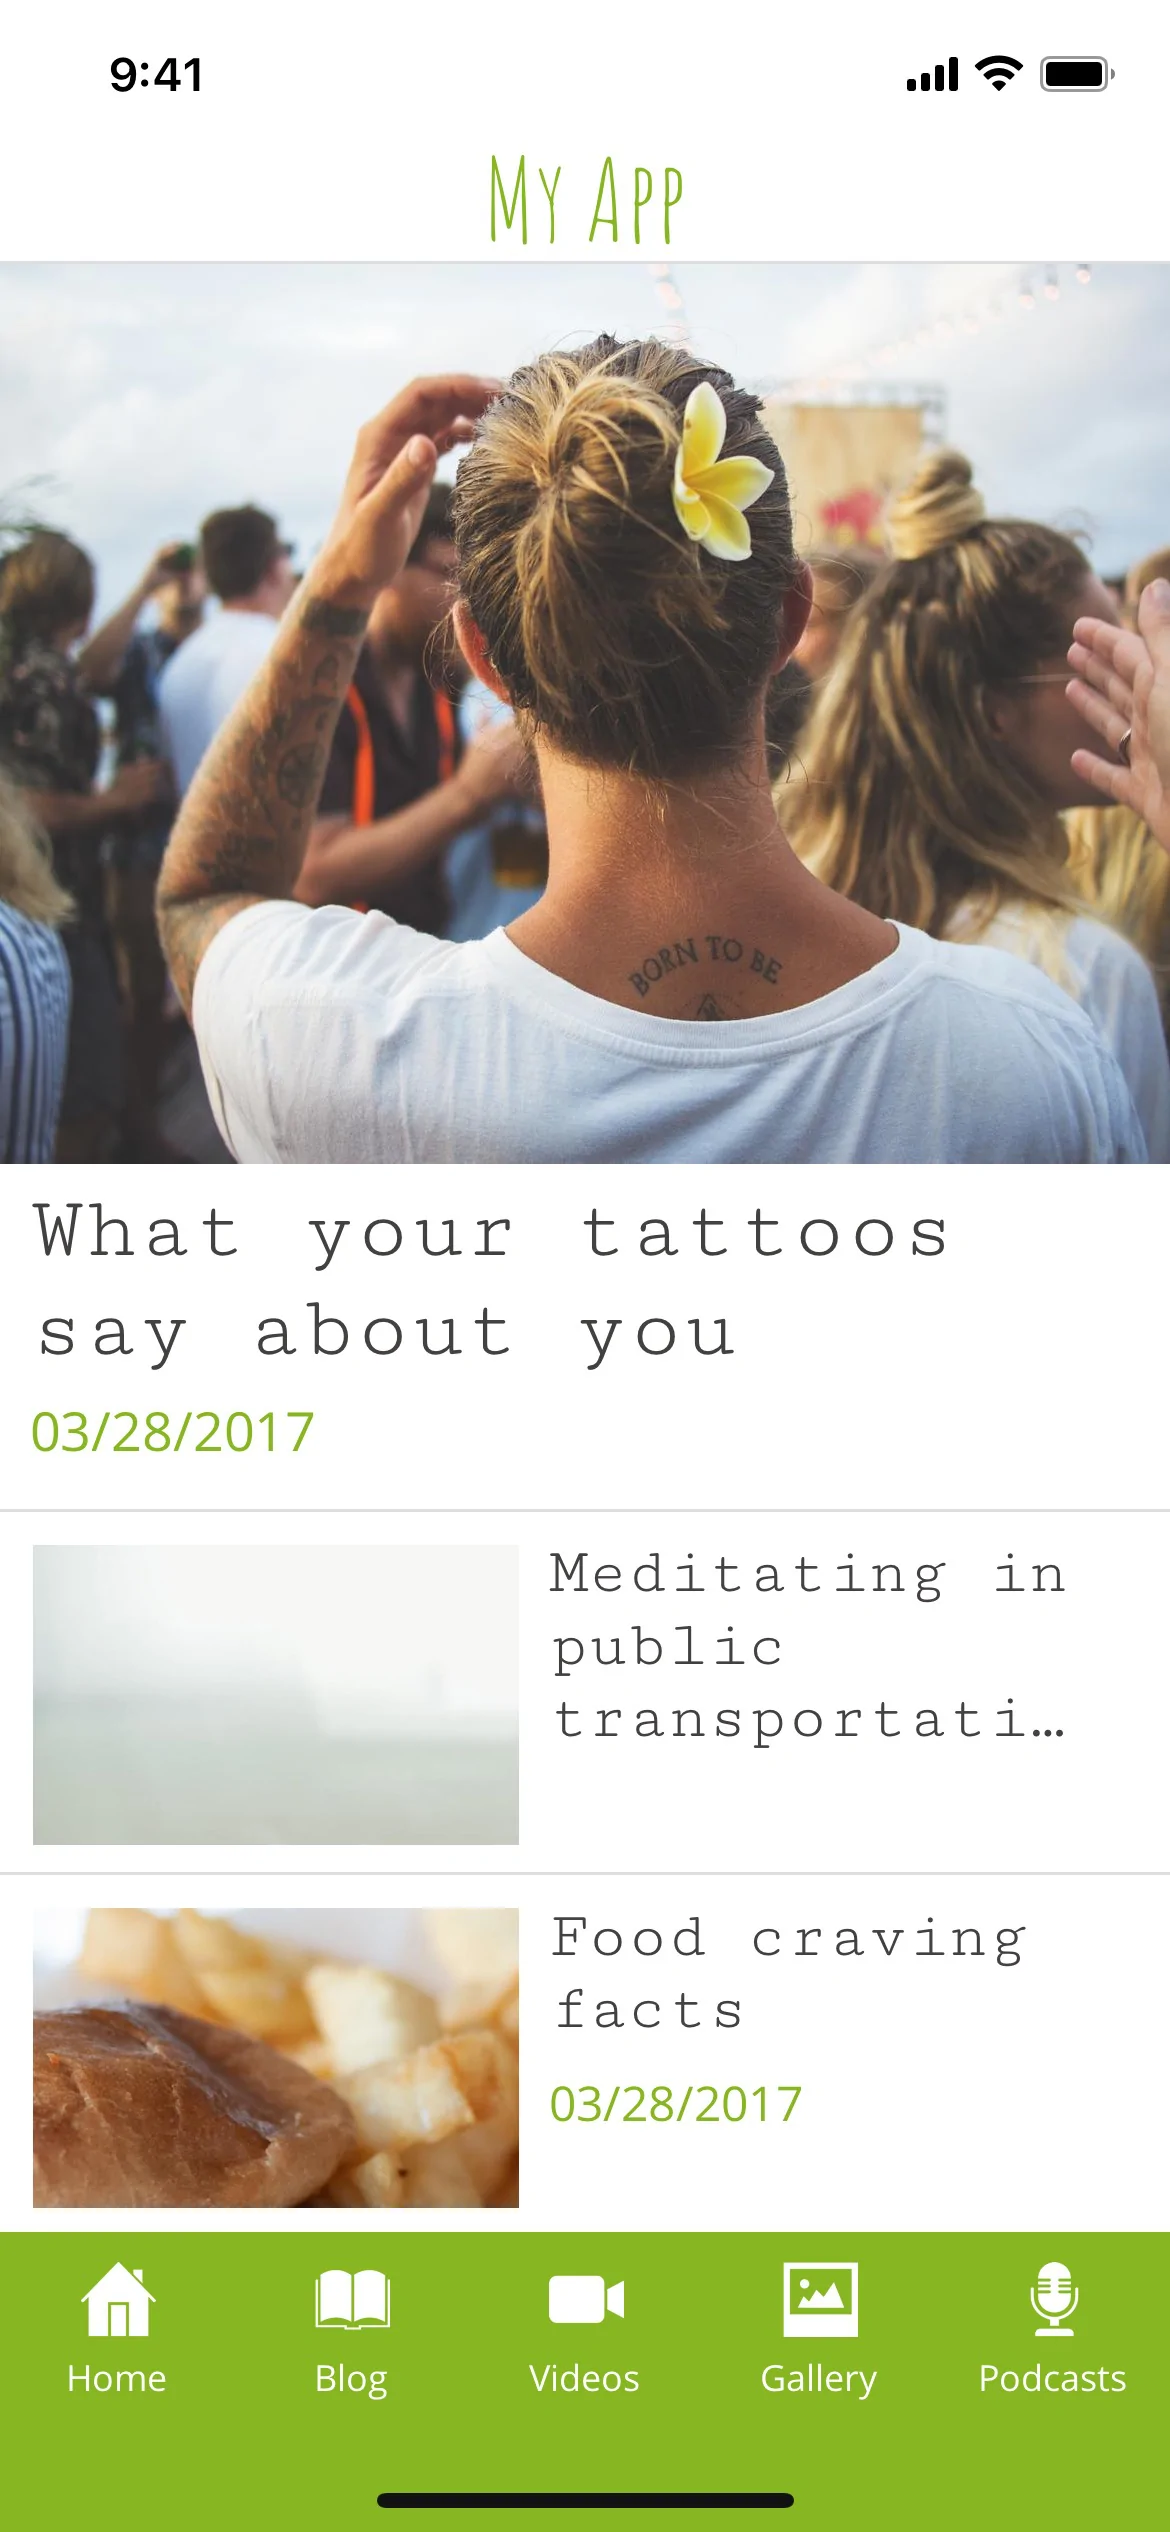 9:41
My App
BORN TO BE
What your tattoos
say about you
03/28/2017
Meditating in
public
transportati…
Food craving
facts
03/28/2017
Home
Blog
Videos
Gallery
Podcasts